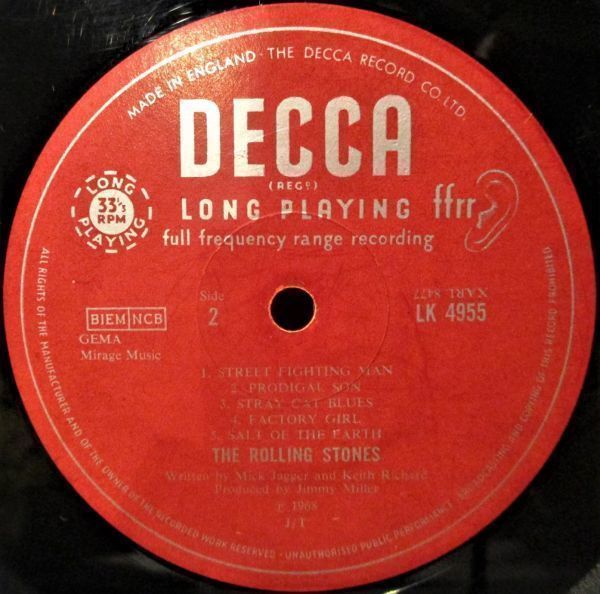 MADE IN ENGLAND · THE DECCA RECORD CO. LTD.
DECCA
(REGD)
LONG PLAYING
33⅓
RPM
LONG PLAYING ffrr
full frequency range recording
BIEM NCB
GEMA
Mirage Music
Side
2
XARL 8477
LK 4955
1. STREET FIGHTING MAN
2. PRODIGAL SON
3. STRAY CAT BLUES
4. FACTORY GIRL
5. SALT OF THE EARTH
THE ROLLING STONES
Written by Mick Jagger and Keith Richard
Produced by Jimmy Miller
℗ 1968
J/T
ALL RIGHTS OF THE MANUFACTURER AND OF THE OWNER OF THE RECORDED WORK RESERVED · UNAUTHORISED PUBLIC PERFORMANCE, BROADCASTING AND COPYING OF THIS RECORD PROHIBITED